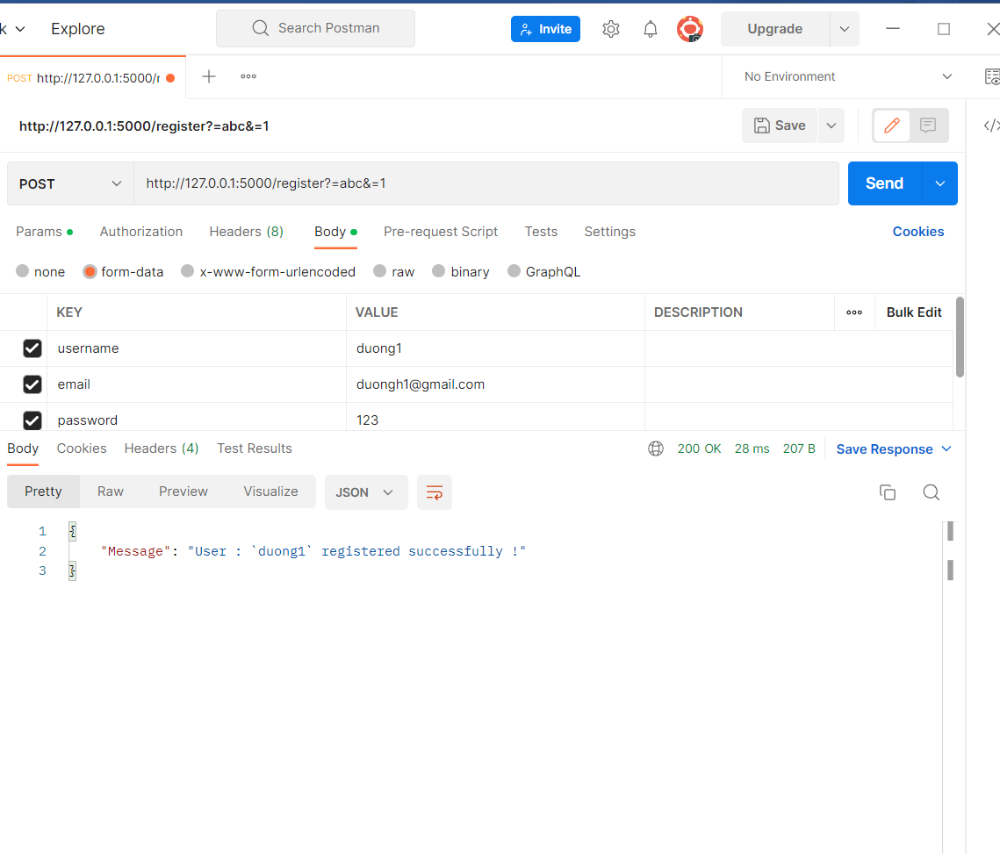 k Explore Search Postman Invite Upgrade
POST http://127.0.0.1:5000/r No Environment
http://127.0.0.1:5000/register?=abc&=1 Save </>
POST http://127.0.0.1:5000/register?=abc&=1 Send
Params Authorization Headers (8) Body Pre-request Script Tests Settings Cookies
none form-data x-www-form-urlencoded raw binary GraphQL
KEY VALUE DESCRIPTION ooo Bulk Edit
username duong1
email duongh1@gmail.com
password 123
Body Cookies Headers (4) Test Results 200 OK 28 ms 207 B Save Response
Pretty Raw Preview Visualize JSON
1 {
2 "Message": "User : `duong1` registered successfully !"
3 }